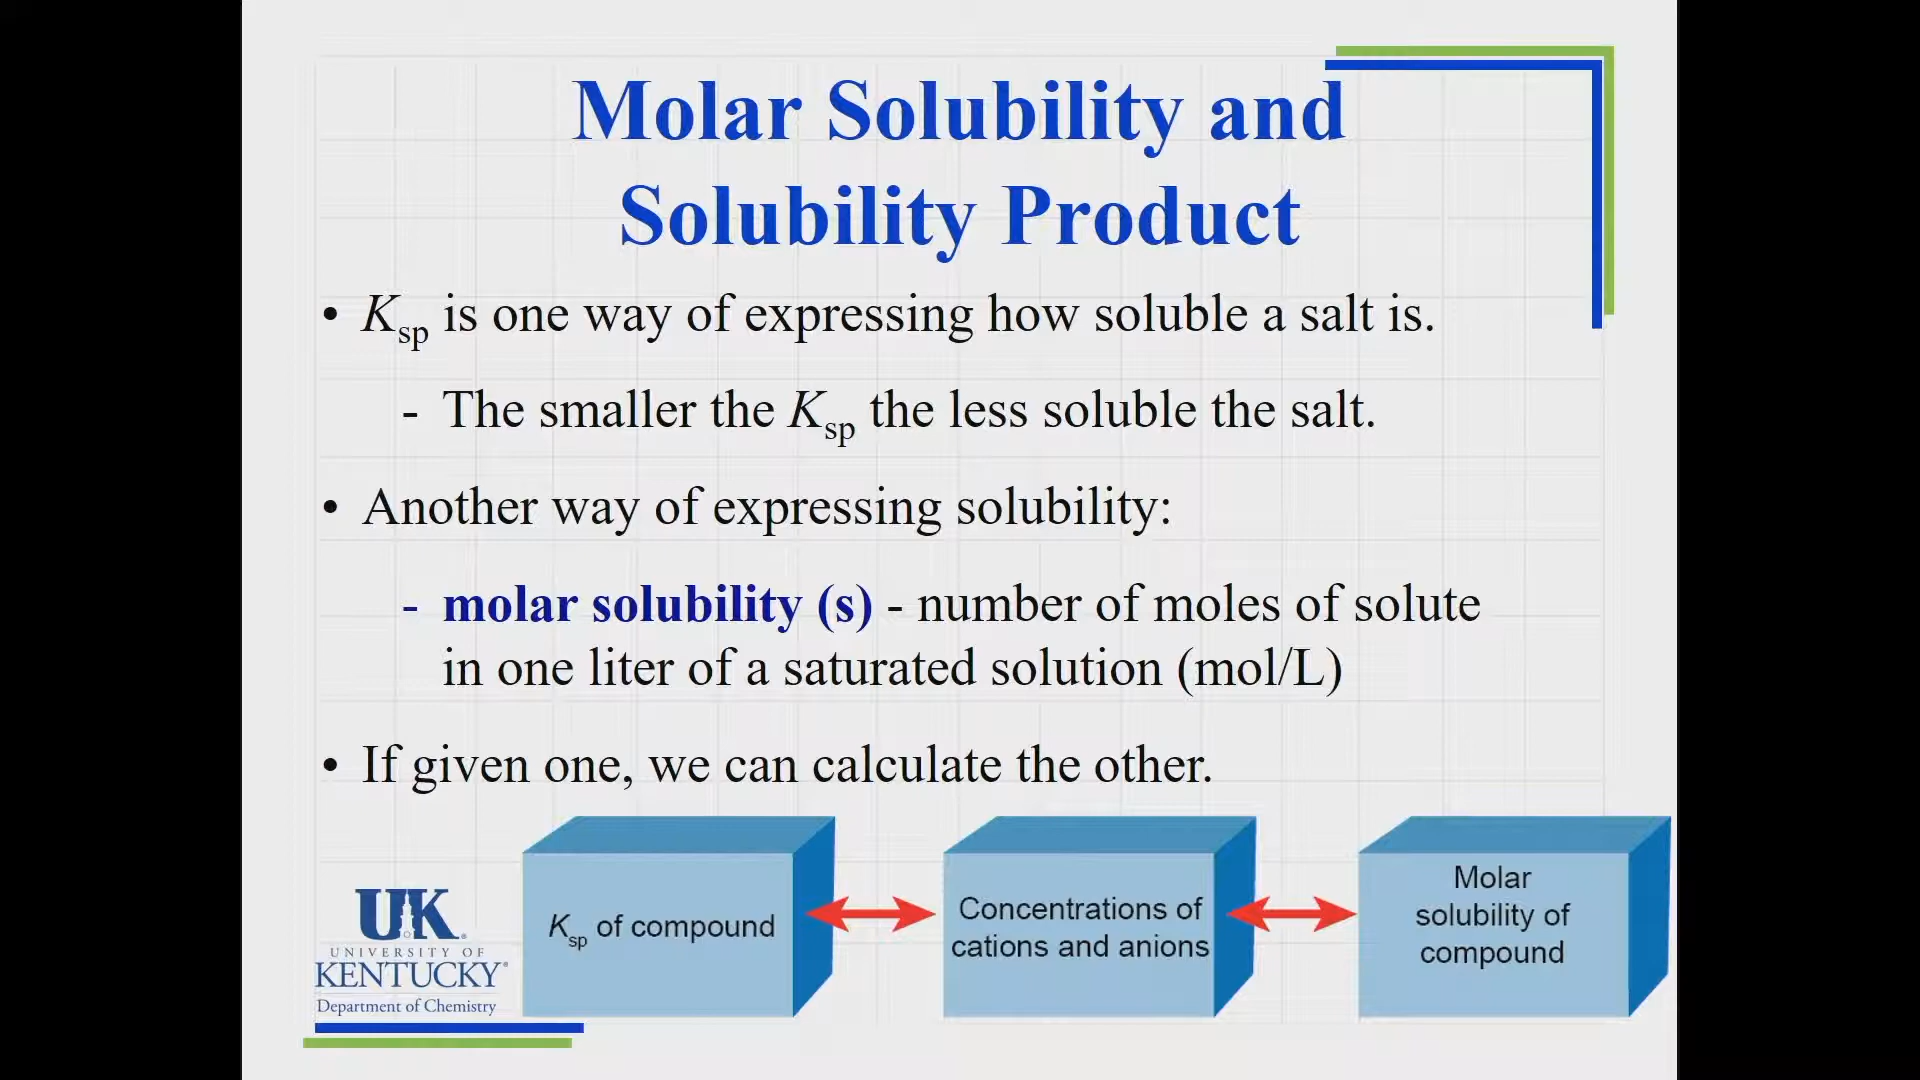 Molar Solubility and
Solubility Product
• Ksp is one way of expressing how soluble a salt is.
- The smaller the Ksp the less soluble the salt.
• Another way of expressing solubility:
- molar solubility (s) - number of moles of solute
in one liter of a saturated solution (mol/L)
• If given one, we can calculate the other.
Ksp of compound
Concentrations of
cations and anions
Molar
solubility of
compound
UK
UNIVERSITY OF
KENTUCKY®
Department of Chemistry